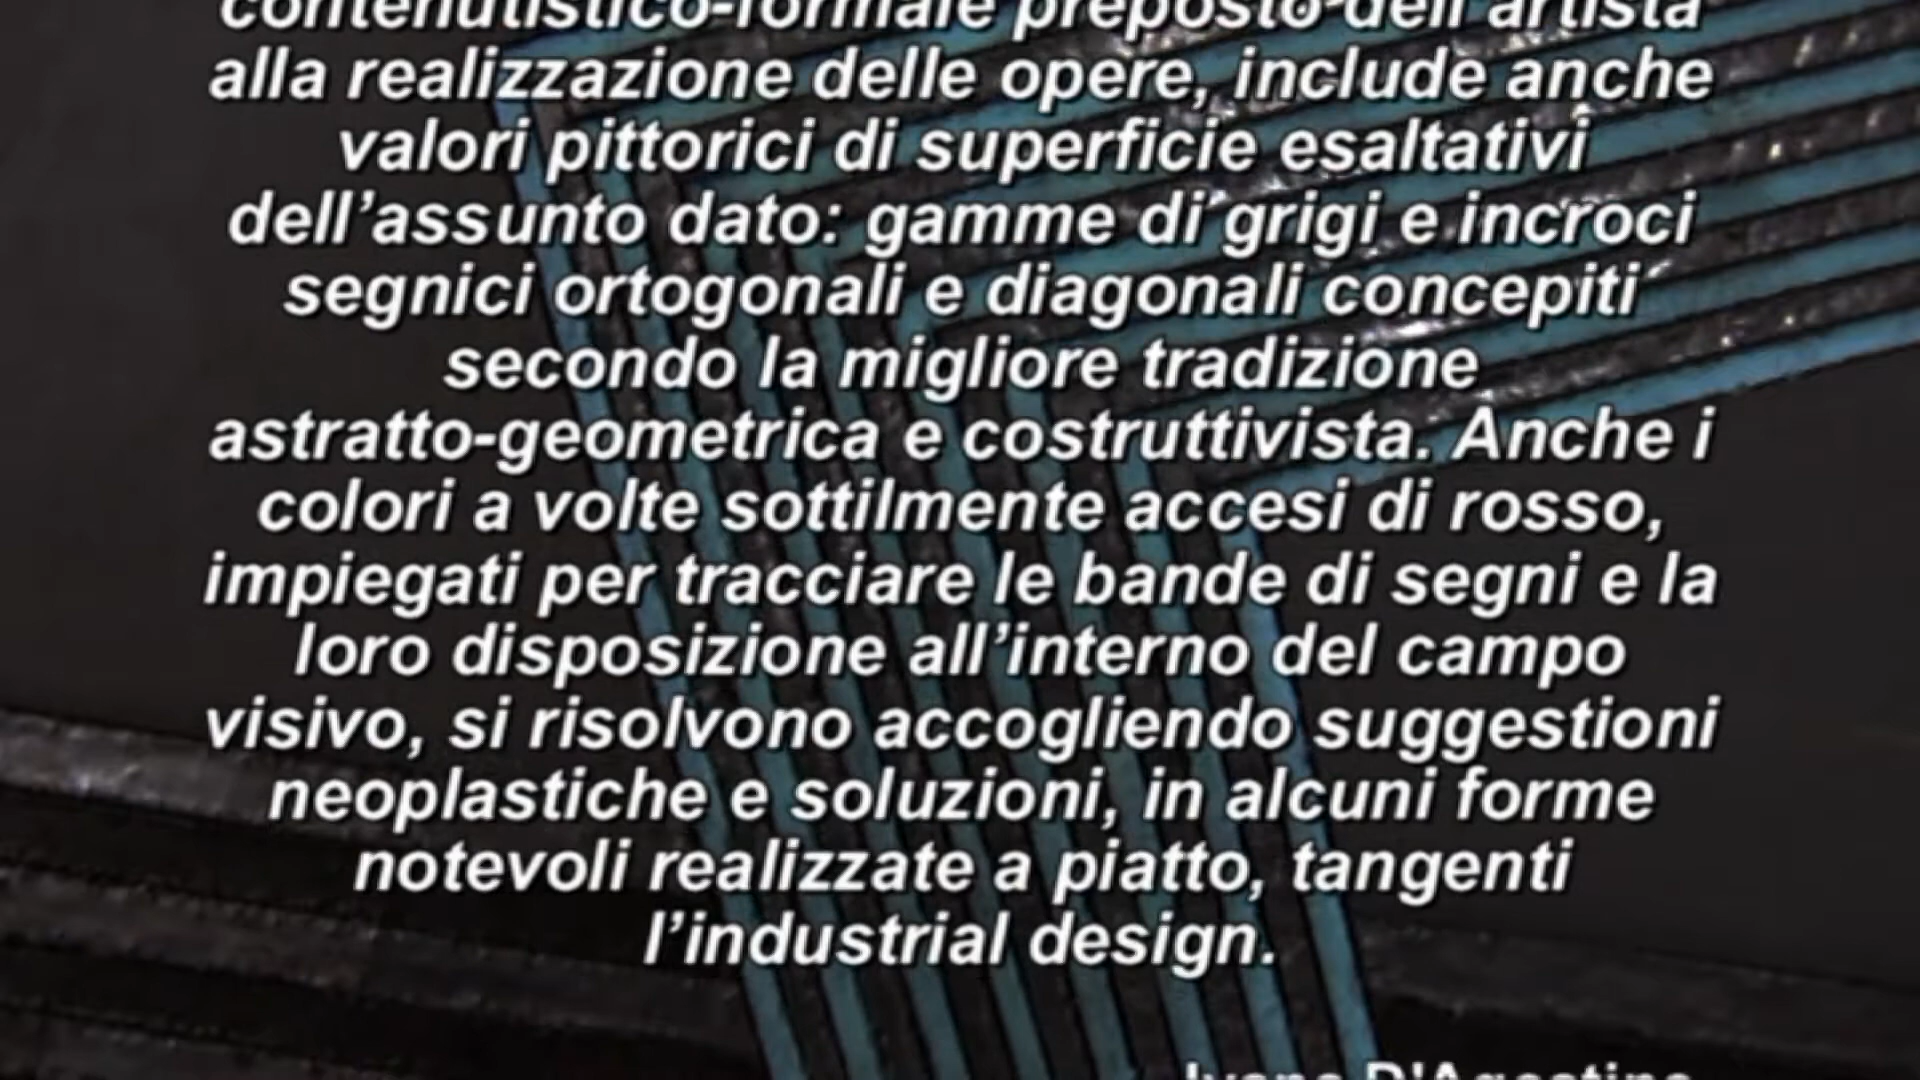 contenutistico-formale preposto dell'artista
alla realizzazione delle opere, include anche
valori pittorici di superficie esaltativi
dell’assunto dato: gamme di grigi e incroci
segnici ortogonali e diagonali concepiti
secondo la migliore tradizione
astratto-geometrica e costruttivista. Anche i
colori a volte sottilmente accesi di rosso,
impiegati per tracciare le bande di segni e la
loro disposizione all’interno del campo
visivo, si risolvono accogliendo suggestioni
neoplastiche e soluzioni, in alcuni forme
notevoli realizzate a piatto, tangenti
l’industrial design.
D'Agostino